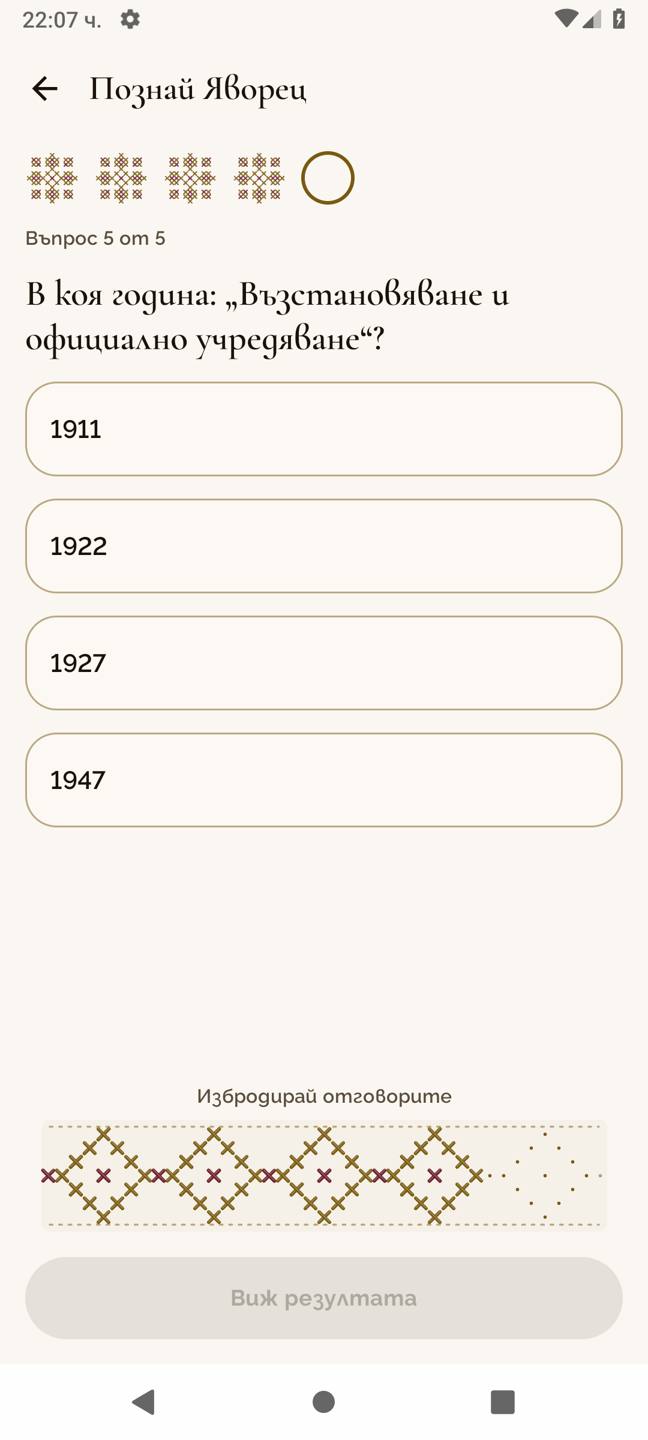 22:07 ч.
Познай Яворец
Въпрос 5 от 5
В коя година: „Възстановяване и
официално учредяване“?
1911
1922
1927
1947
Избродирай отговорите
Виж резултата